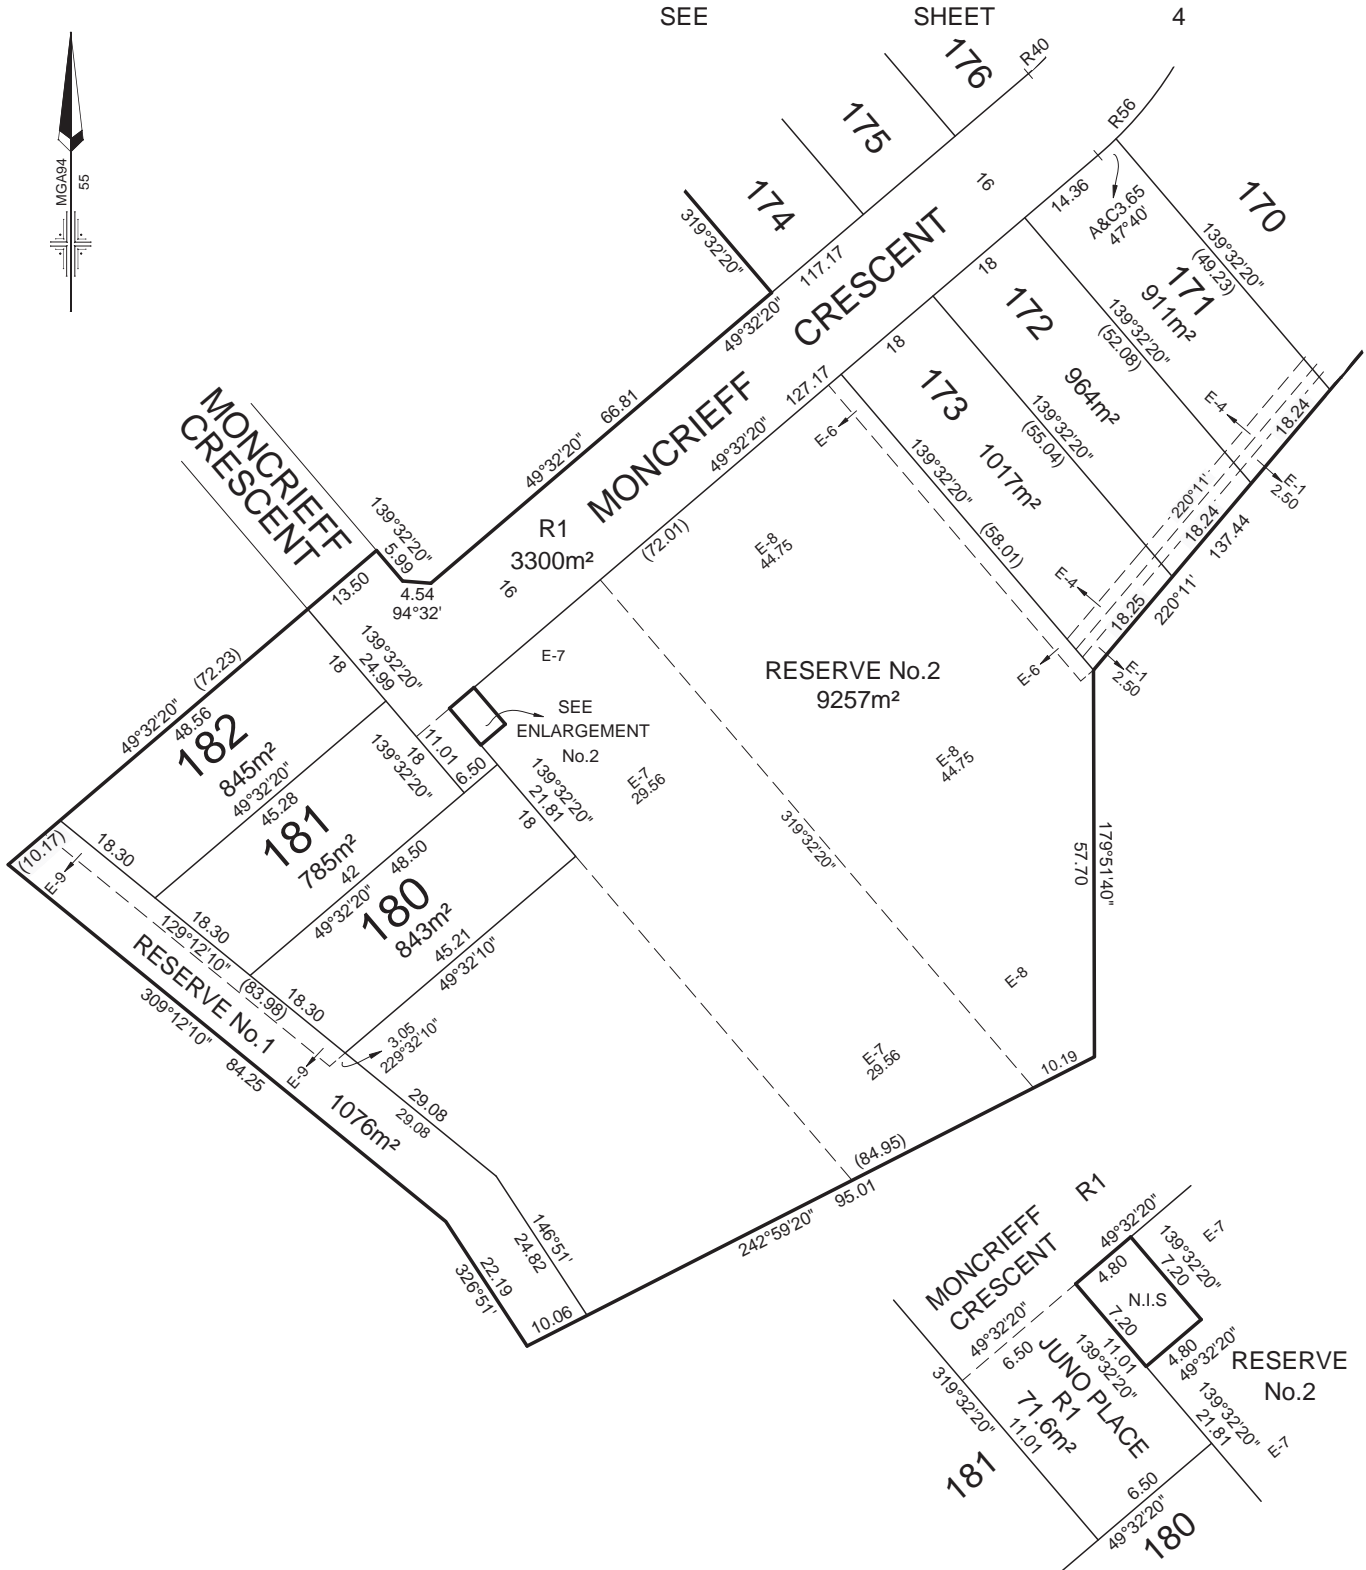 SEE SHEET 4
MGA94
55
176
R40
175
174
319°32'20"
16
R56
14.36
A&C3.65
47°40'
170
139°32'20"
(49.23)
171
911m²
117.17
49°32'20"
MONCRIEFF CRESCENT
18
172
964m²
139°32'20"
(52.08)
18
173
1017m²
139°32'20"
(55.04)
127.17
49°32'20"
E-6
139°32'20"
(58.01)
E-4
18.24
E-1
2.50
220°11'
18.24
137.44
E-4
18.25
220°11'
E-6
E-1
2.50
66.81
49°32'20"
MONCRIEFF
CRESCENT
139°32'20"
5.99
4.54
94°32'
13.50
R1
3300m²
16
(72.01)
E-8
44.75
E-7
RESERVE No.2
9257m²
SEE
ENLARGEMENT
No.2
139°32'20"
24.99
18
(72.23)
49°32'20"
48.56
182
845m²
49°32'20"
45.28
11.01
18
139°32'20"
6.50
139°32'20"
21.81
18
E-7
29.56
E-8
44.75
319°32'20"
179°51'40"
57.70
181
785m²
42
48.50
49°32'20"
180
843m²
45.21
49°32'10"
(10.17)
E-9
18.30
18.30
129°12'10"
(83.98)
18.30
RESERVE No.1
309°12'10"
84.25
E-9
3.05
229°32'10"
1076m²
29.08
29.08
E-8
E-7
29.56
10.19
(84.95)
95.01
242°59'20"
146°51'
24.82
22.19
326°51'
10.06
MONCRIEFF
CRESCENT
R1
49°32'20"
4.80
139°32'20"
7.20
E-7
N.I.S
7.20
49°32'20"
6.50
11.01
139°32'20"
4.80
49°32'20"
RESERVE
No.2
JUNO PLACE
R1
71.6m²
11.01
319°32'20"
139°32'20"
21.81
E-7
181
6.50
49°32'20"
180